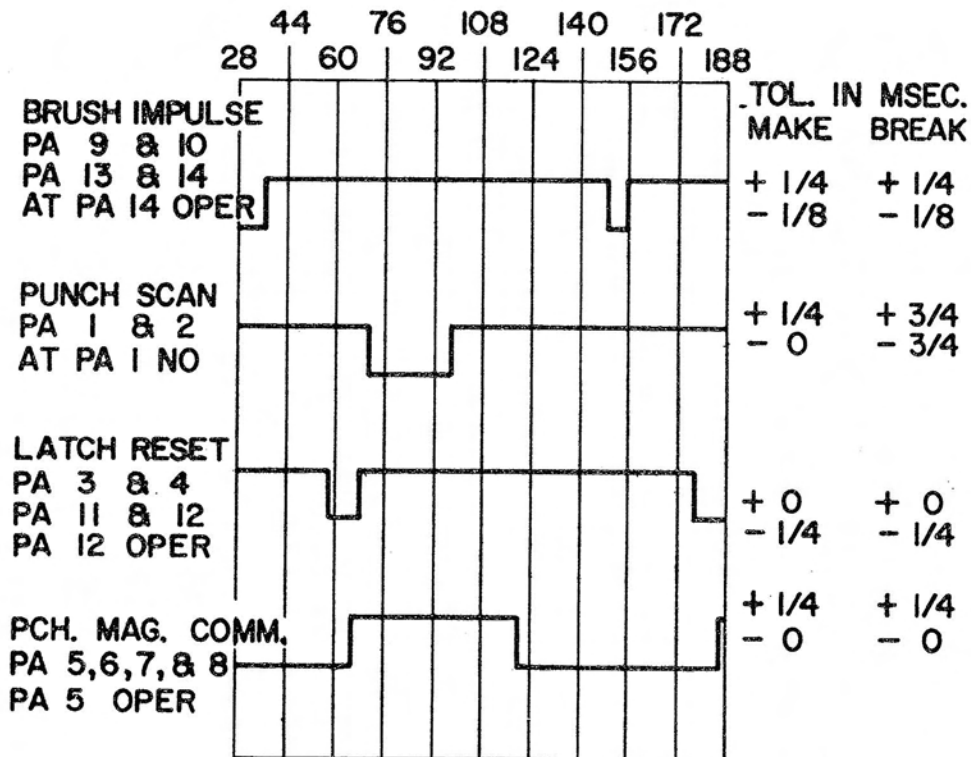 44 76 108 140 172
28 60 92 124 156 188
TOL. IN MSEC.
MAKE BREAK
BRUSH IMPULSE
PA 9 & 10
PA 13 & 14
AT PA 14 OPER
+ 1/4 + 1/4
- 1/8 - 1/8
PUNCH SCAN
PA 1 & 2
AT PA 1 NO
+ 1/4 + 3/4
- 0 - 3/4
LATCH RESET
PA 3 & 4
PA 11 & 12
PA 12 OPER
+ 0 + 0
- 1/4 - 1/4
PCH. MAG. COMM.
PA 5,6,7, & 8
PA 5 OPER
+ 1/4 + 1/4
- 0 - 0